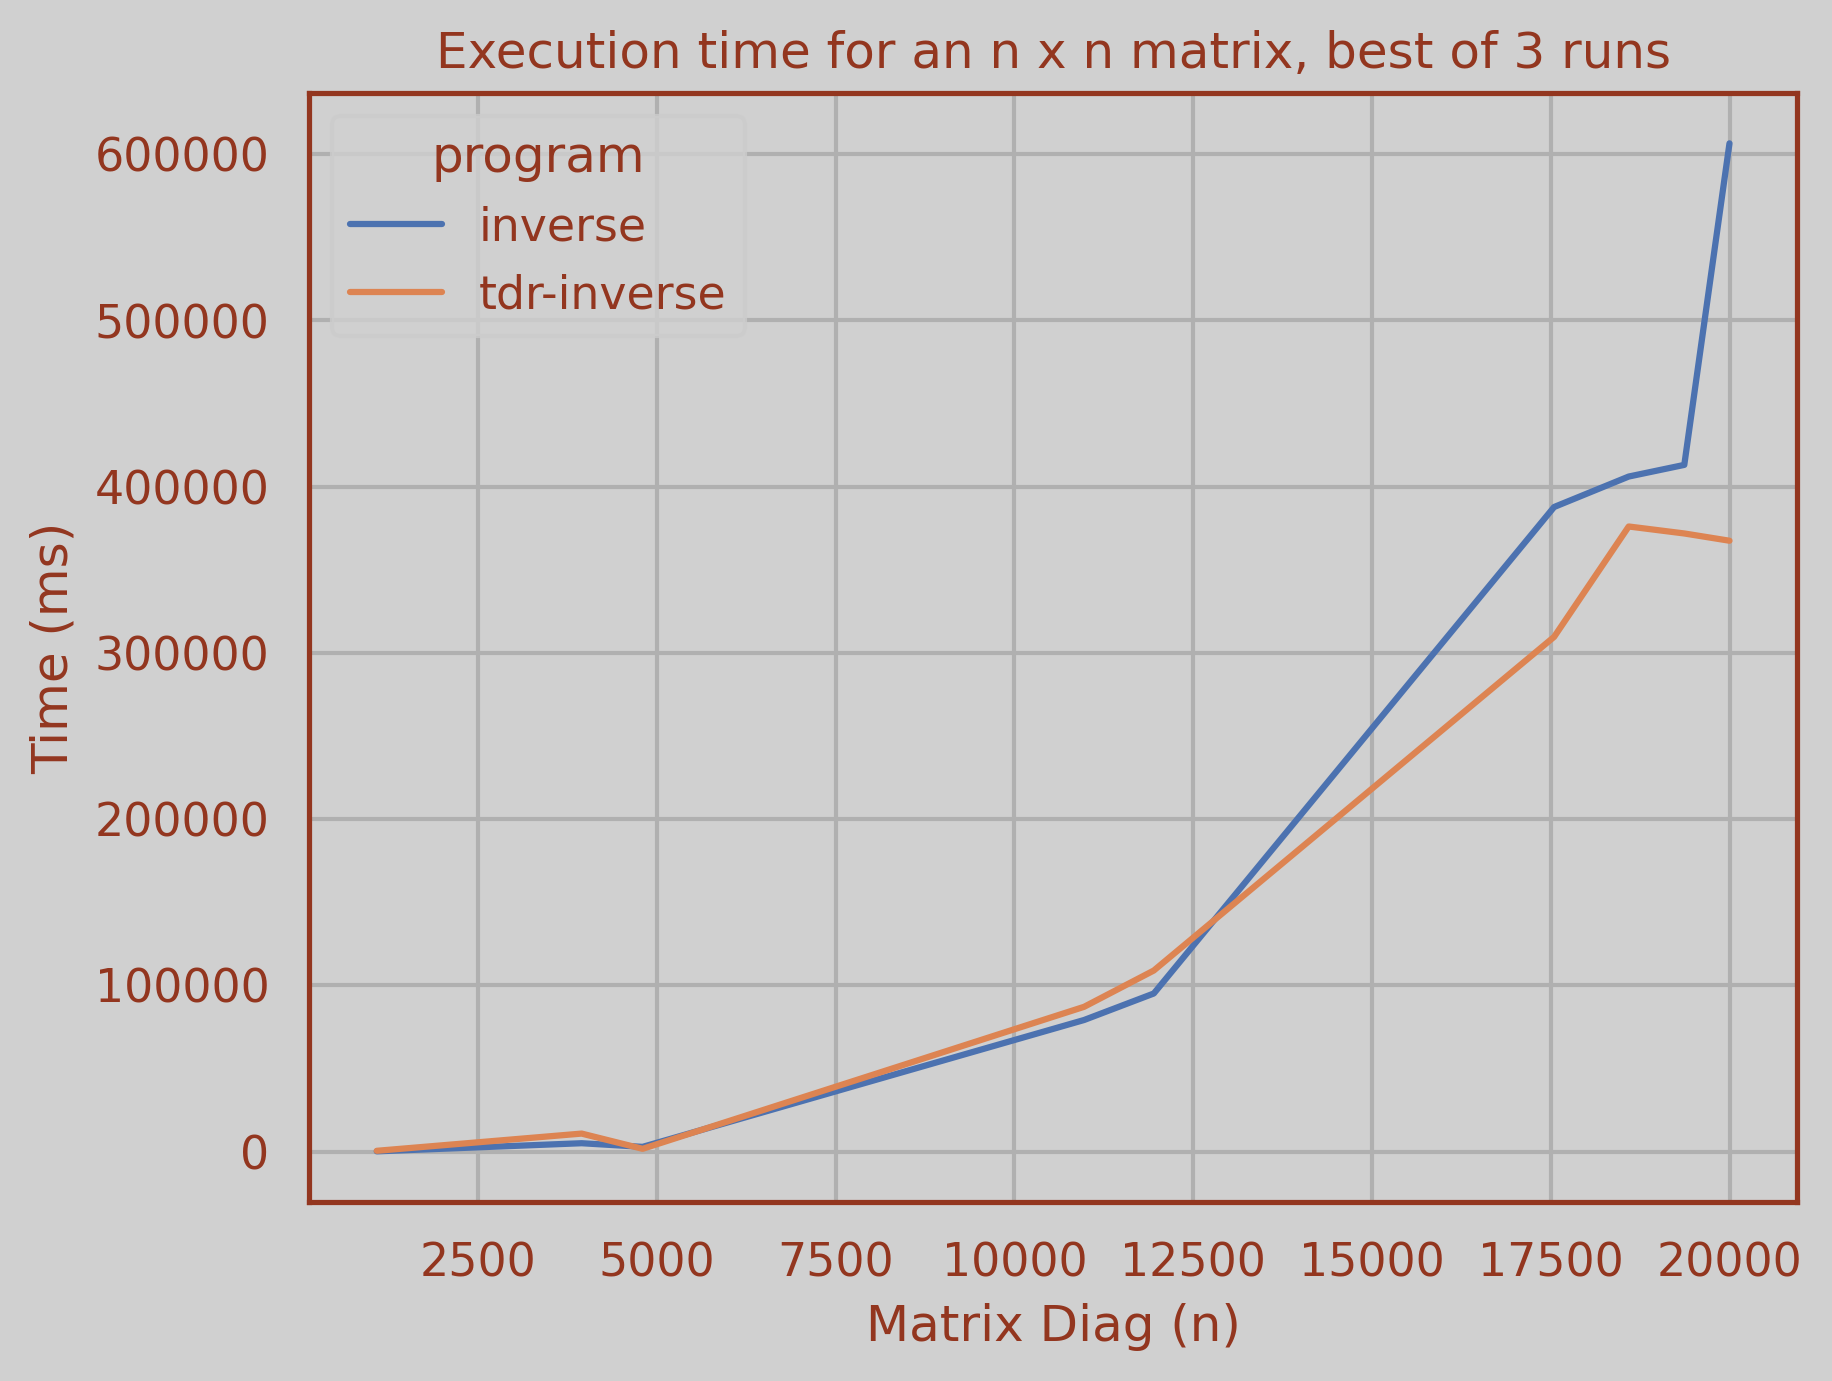 Execution time for an n x n matrix, best of 3 runs
program
inverse
tdr-inverse
600000
500000
400000
300000
200000
100000
0
Time (ms)
2500 5000 7500 10000 12500 15000 17500 20000
Matrix Diag (n)